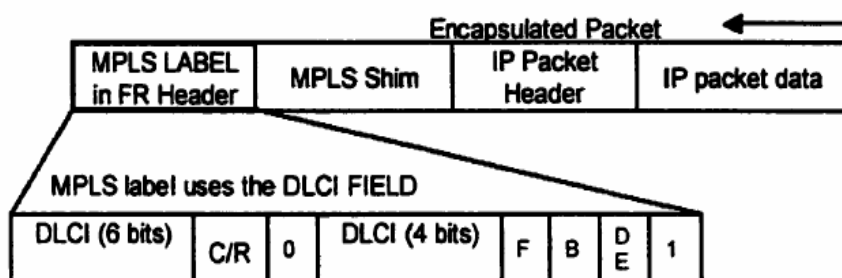 Encapsulated Packet
MPLS LABEL in FR Header
MPLS Shim
IP Packet Header
IP packet data
MPLS label uses the DLCI FIELD
DLCI (6 bits)
C/R
0
DLCI (4 bits)
F
B
DE
1